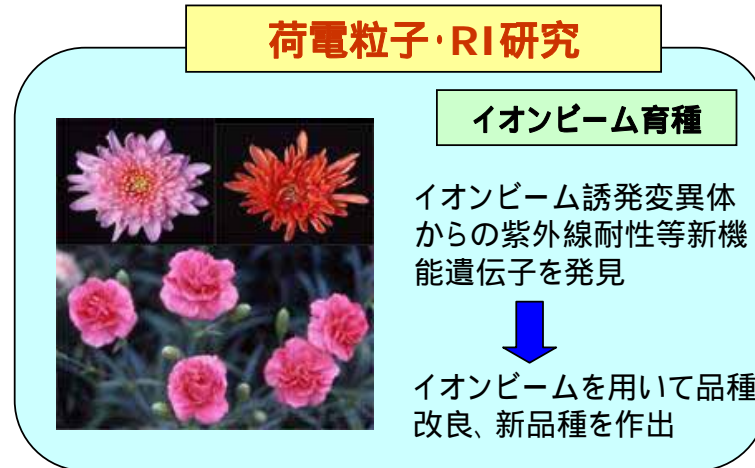 荷電粒子・RI研究
イオンビーム育種
イオンビーム誘発変異体
からの紫外線耐性等新機
能遺伝子を発見
イオンビームを用いて品種
改良、新品種を作出